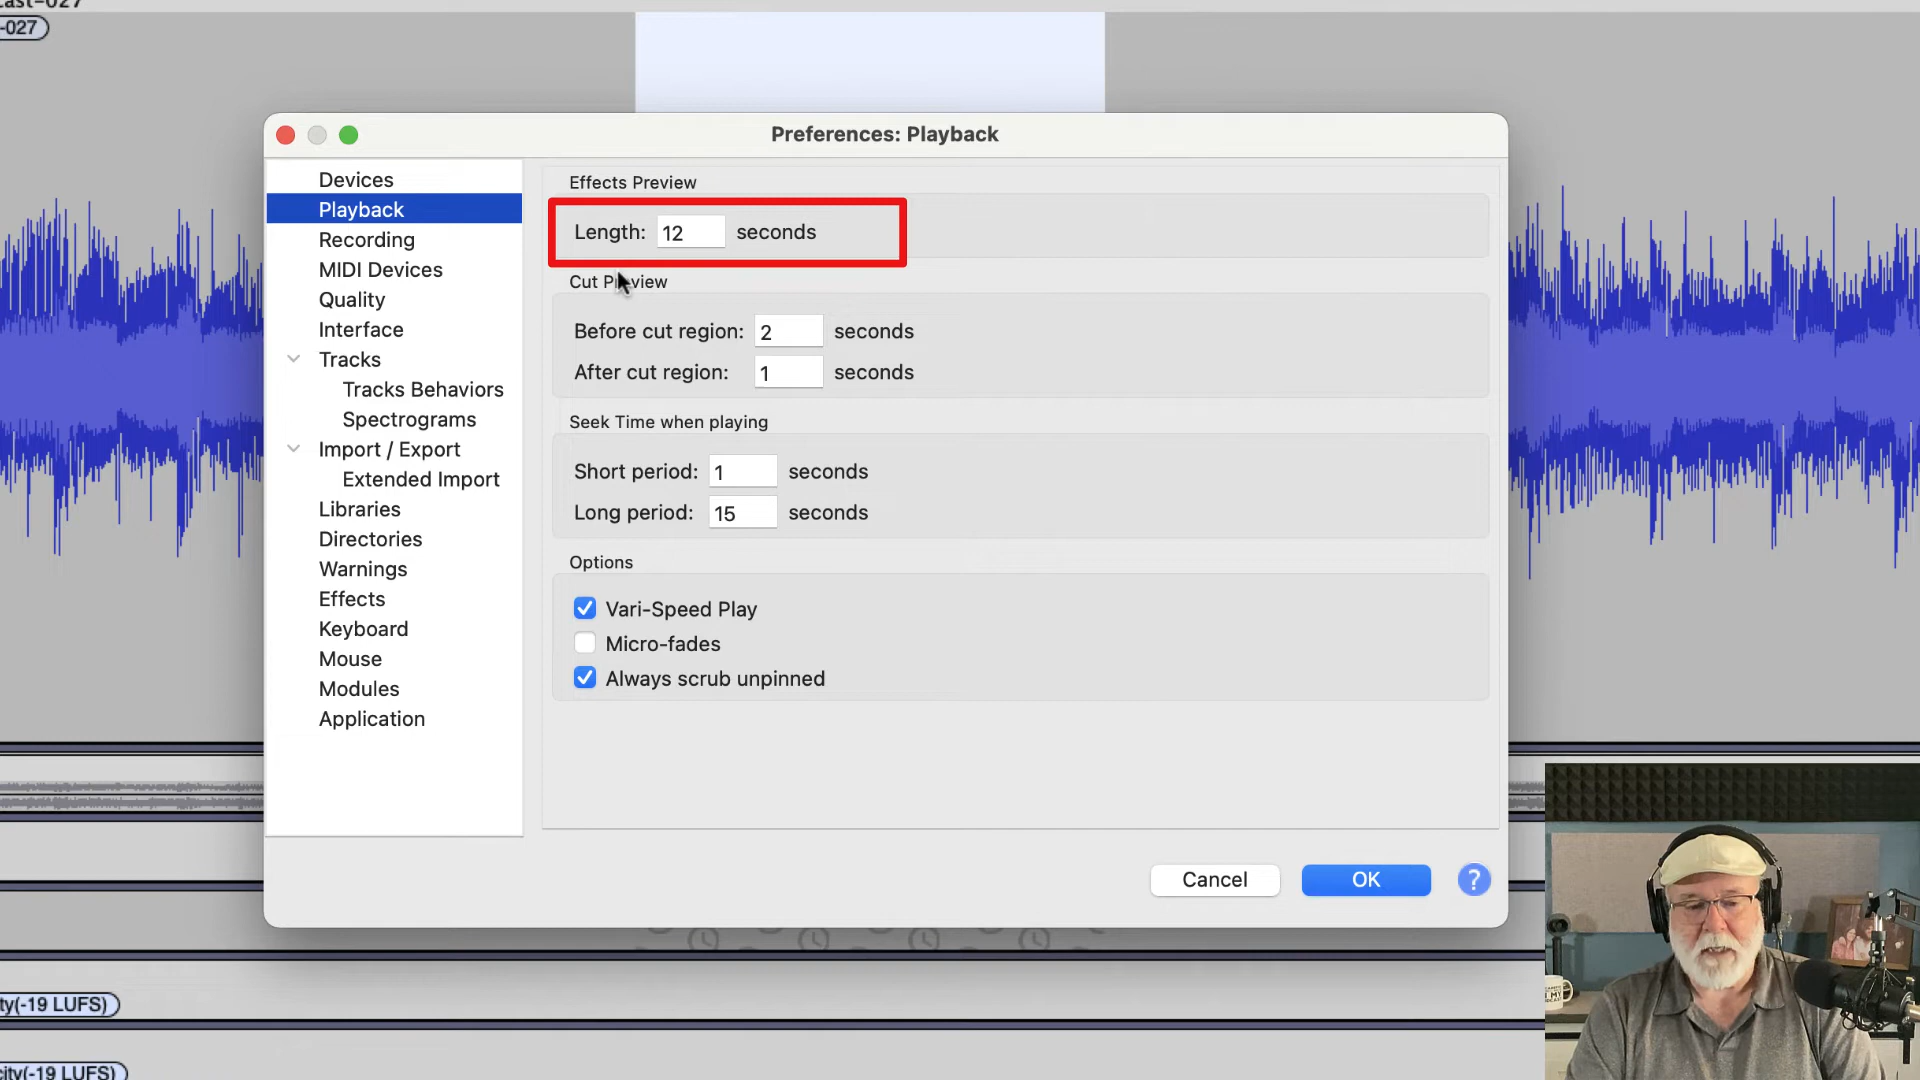 -027
Preferences: Playback
Devices
Playback
Recording
MIDI Devices
Quality
Interface
Tracks
Tracks Behaviors
Spectrograms
Import / Export
Extended Import
Libraries
Directories
Warnings
Effects
Keyboard
Mouse
Modules
Application
Effects Preview
Length: 12 seconds
Cut Preview
Before cut region: 2 seconds
After cut region: 1 seconds
Seek Time when playing
Short period: 1 seconds
Long period: 15 seconds
Options
Vari-Speed Play
Micro-fades
Always scrub unpinned
Cancel
OK
?
ty(-19 LUFS)
city(-19 LUFS)